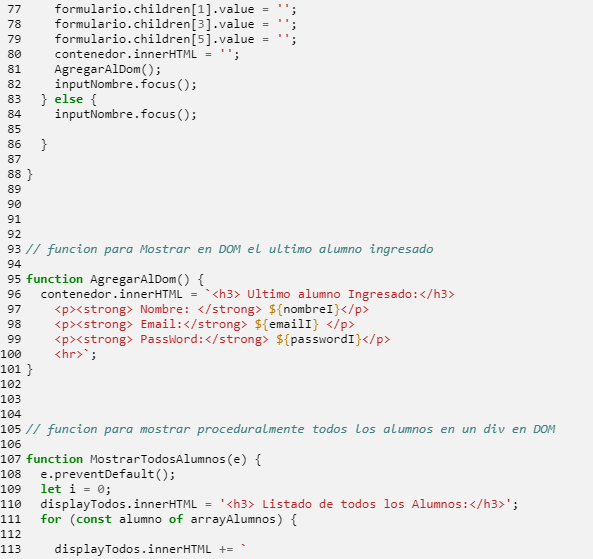 77 formulario.children[1].value = '';
78 formulario.children[3].value = '';
79 formulario.children[5].value = '';
80 contenedor.innerHTML = '';
81 AgregarAlDom();
82 inputNombre.focus();
83 } else {
84 inputNombre.focus();
85
86 }
87
88 }
89
90
91
92
93 // funcion para Mostrar en DOM el ultimo alumno ingresado
94
95 function AgregarAlDom() {
96 contenedor.innerHTML = `<h3> Ultimo alumno Ingresado:</h3>
97 <p><strong> Nombre: </strong> ${nombreI}</p>
98 <p><strong> Email:</strong> ${emailI} </p>
99 <p><strong> PassWord:</strong> ${passwordI}</p>
100 <hr>`;
101 }
102
103
104
105 // funcion para mostrar proceduralmente todos los alumnos en un div en DOM
106
107 function MostrarTodosAlumnos(e) {
108 e.preventDefault();
109 let i = 0;
110 displayTodos.innerHTML = '<h3> Listado de todos los Alumnos:</h3>';
111 for (const alumno of arrayAlumnos) {
112
113 displayTodos.innerHTML += `